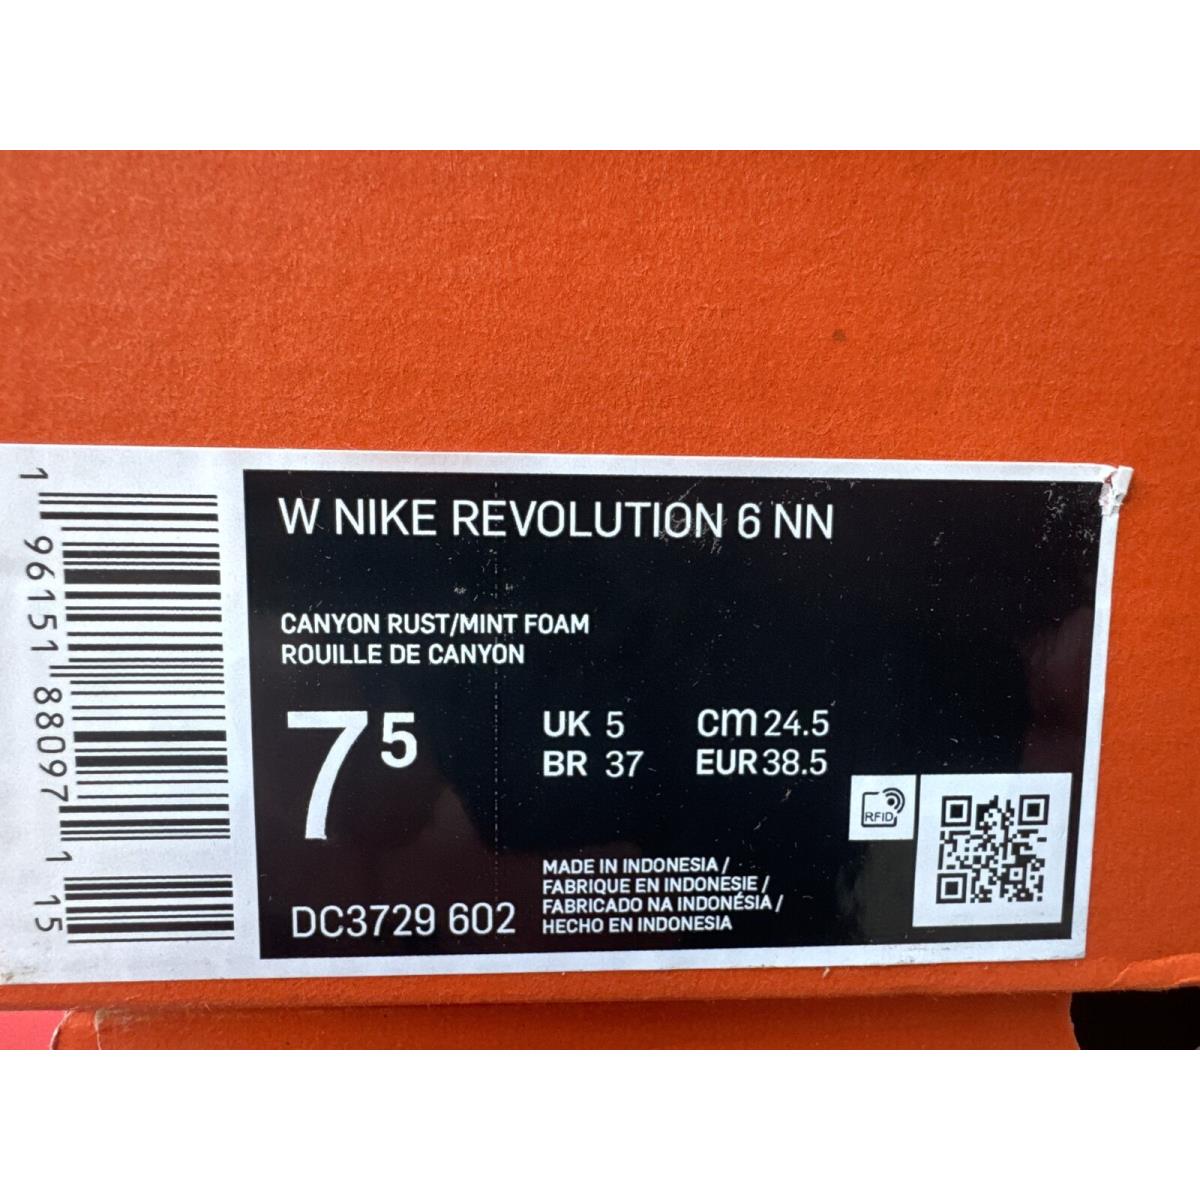 W NIKE REVOLUTION 6 NN
CANYON RUST/MINT FOAM
ROUILLE DE CANYON
7 5
UK 5
cm 24.5
BR 37
EUR 38.5
RFID
MADE IN INDONESIA /
FABRIQUE EN INDONESIE /
FABRICADO NA INDONÉSIA /
HECHO EN INDONESIA
DC3729 602
1 96151 88097 1 15